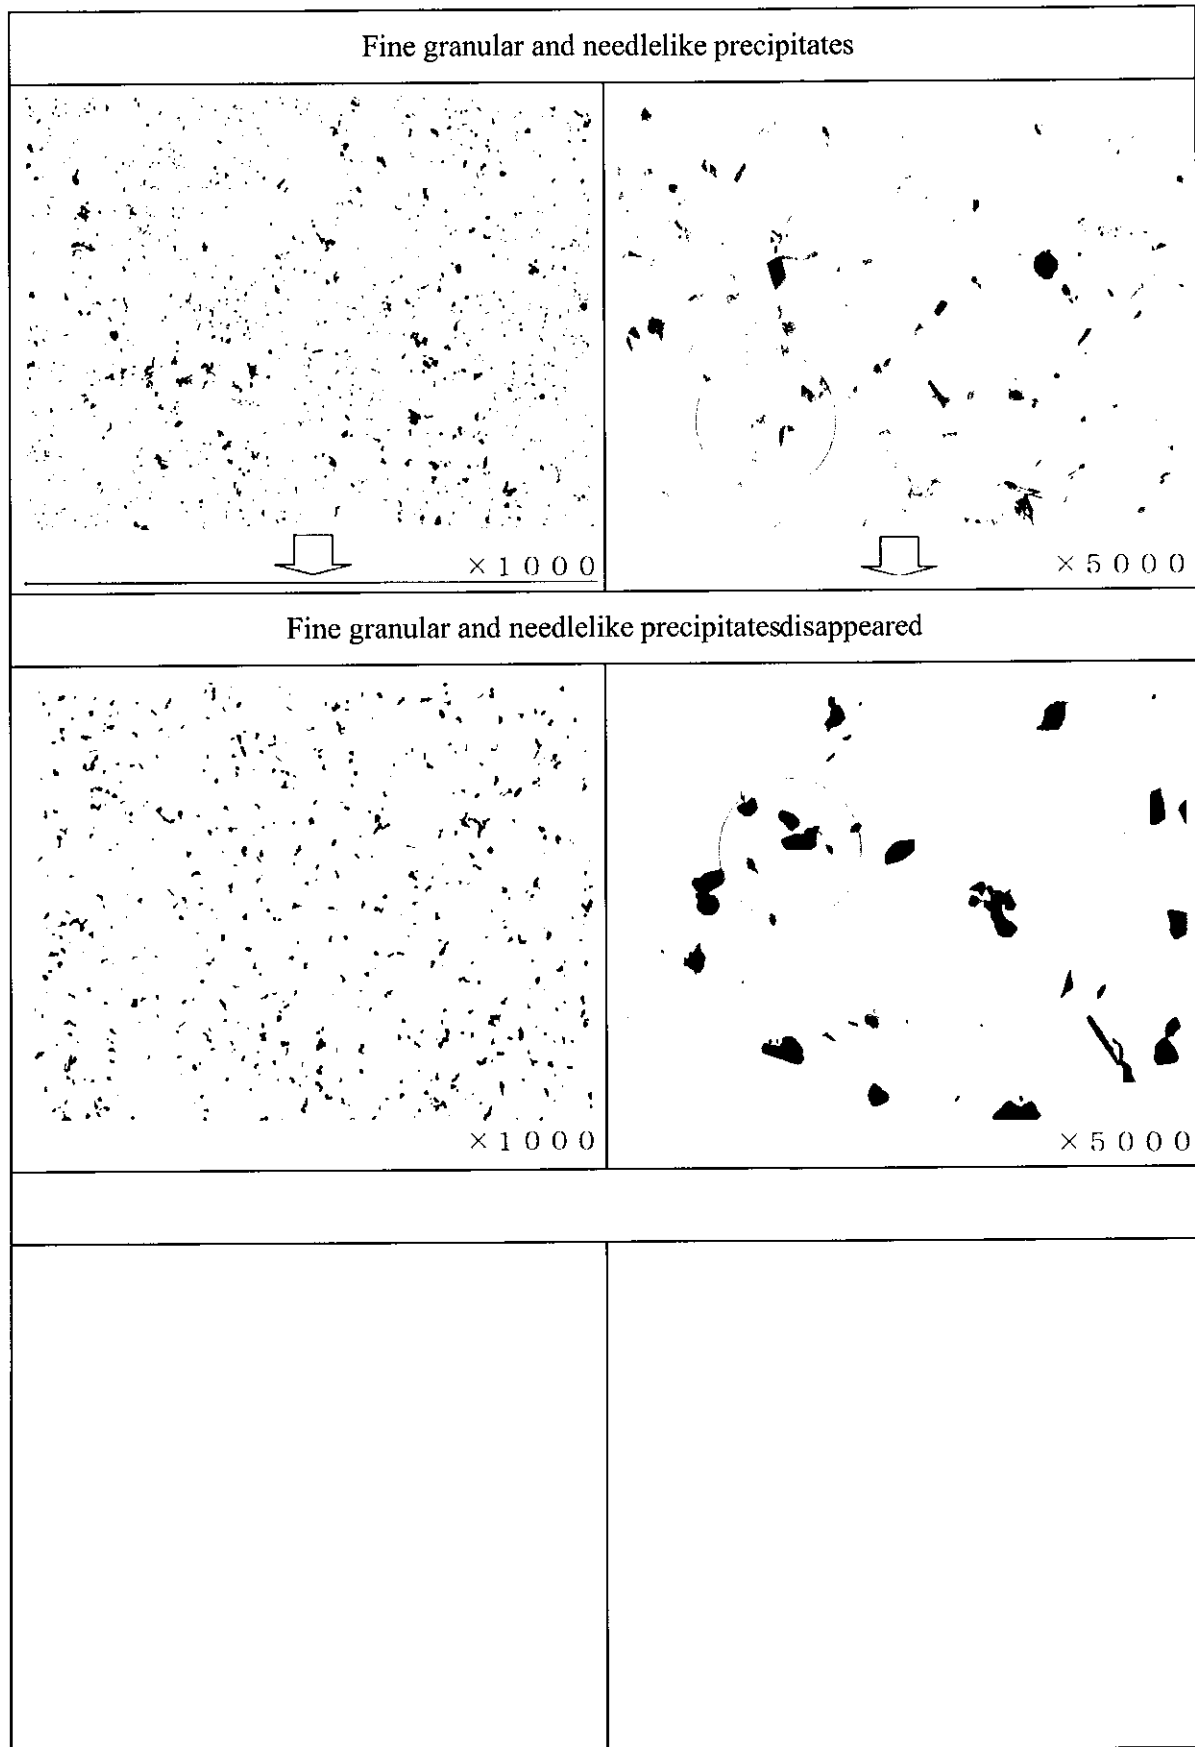 Fine granular and needlelike precipitates
×1000
×5000
Fine granular and needlelike precipitatesdisappeared
×1000
×5000